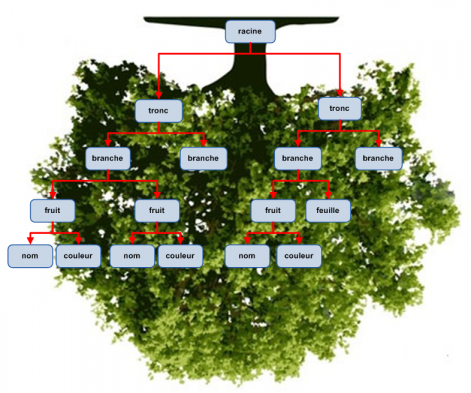 racine
tronc
tronc
branche
branche
branche
branche
fruit
fruit
fruit
feuille
nom
couleur
nom
couleur
nom
couleur